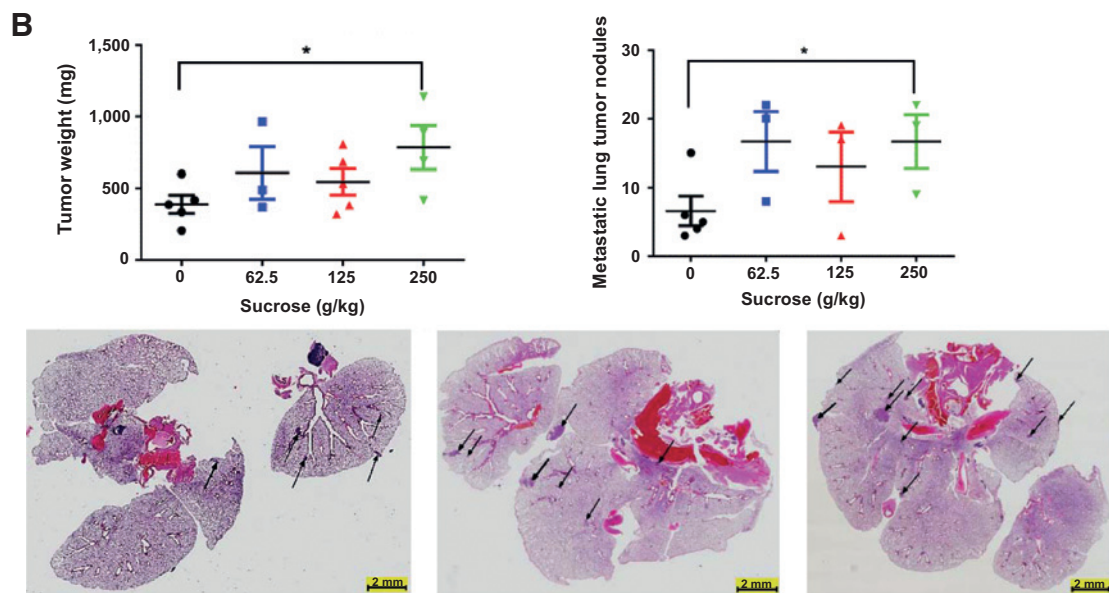 B
Tumor weight (mg)
1,500
1,000
500
0
*
0 62.5 125 250
Sucrose (g/kg)
Metastatic lung tumor nodules
30
20
10
0
*
0 62.5 125 250
Sucrose (g/kg)
2 mm
2 mm
2 mm